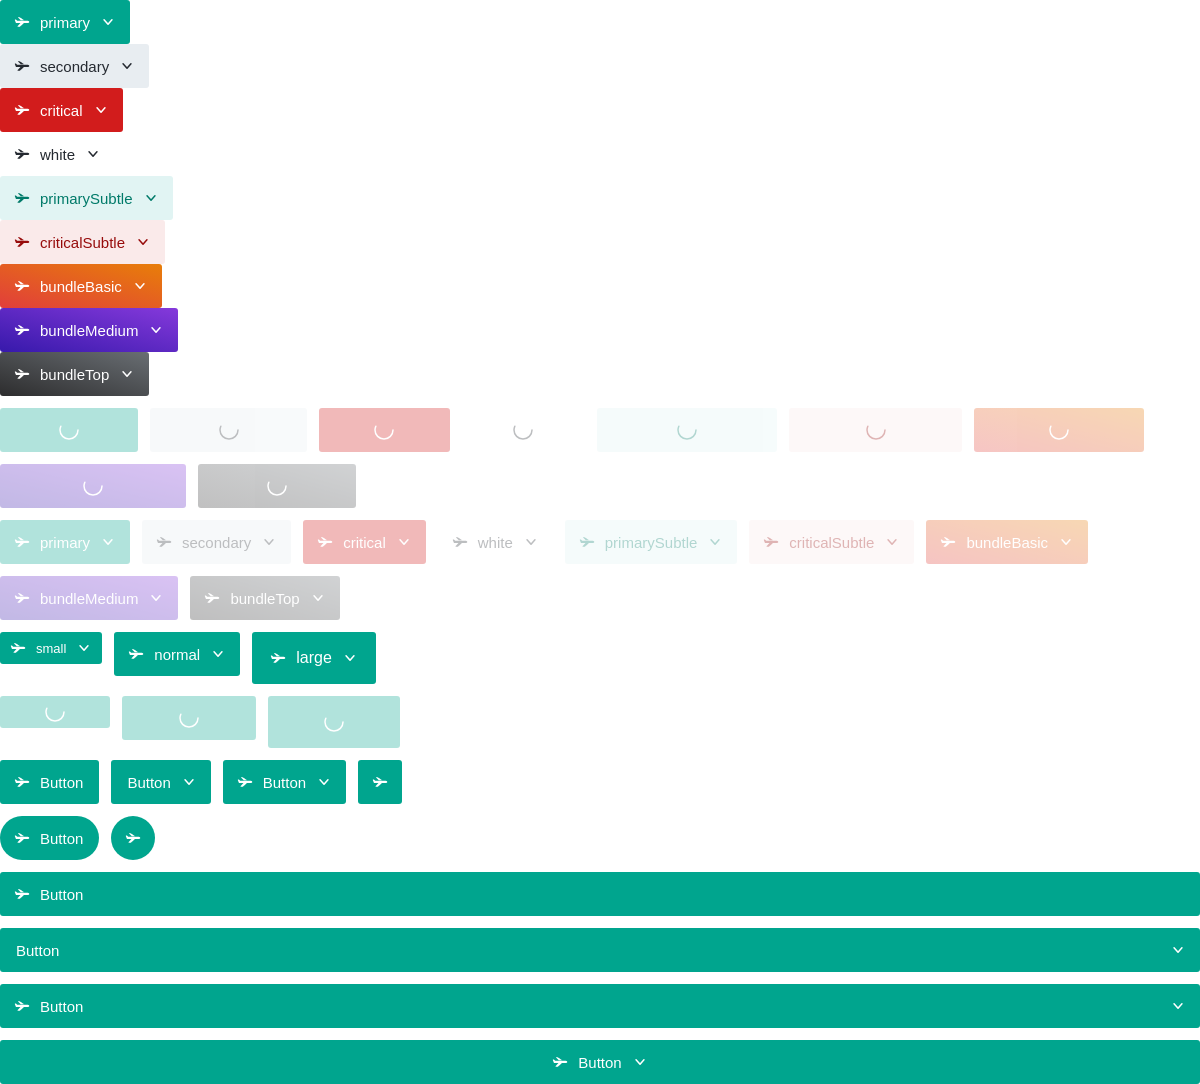 primary
secondary
critical
white
primarySubtle
criticalSubtle
bundleBasic
bundleMedium
bundleTop
primary secondary critical white primarySubtle criticalSubtle bundleBasic
bundleMedium bundleTop
small normal large
Button Button Button
Button
Button
Button
Button
Button